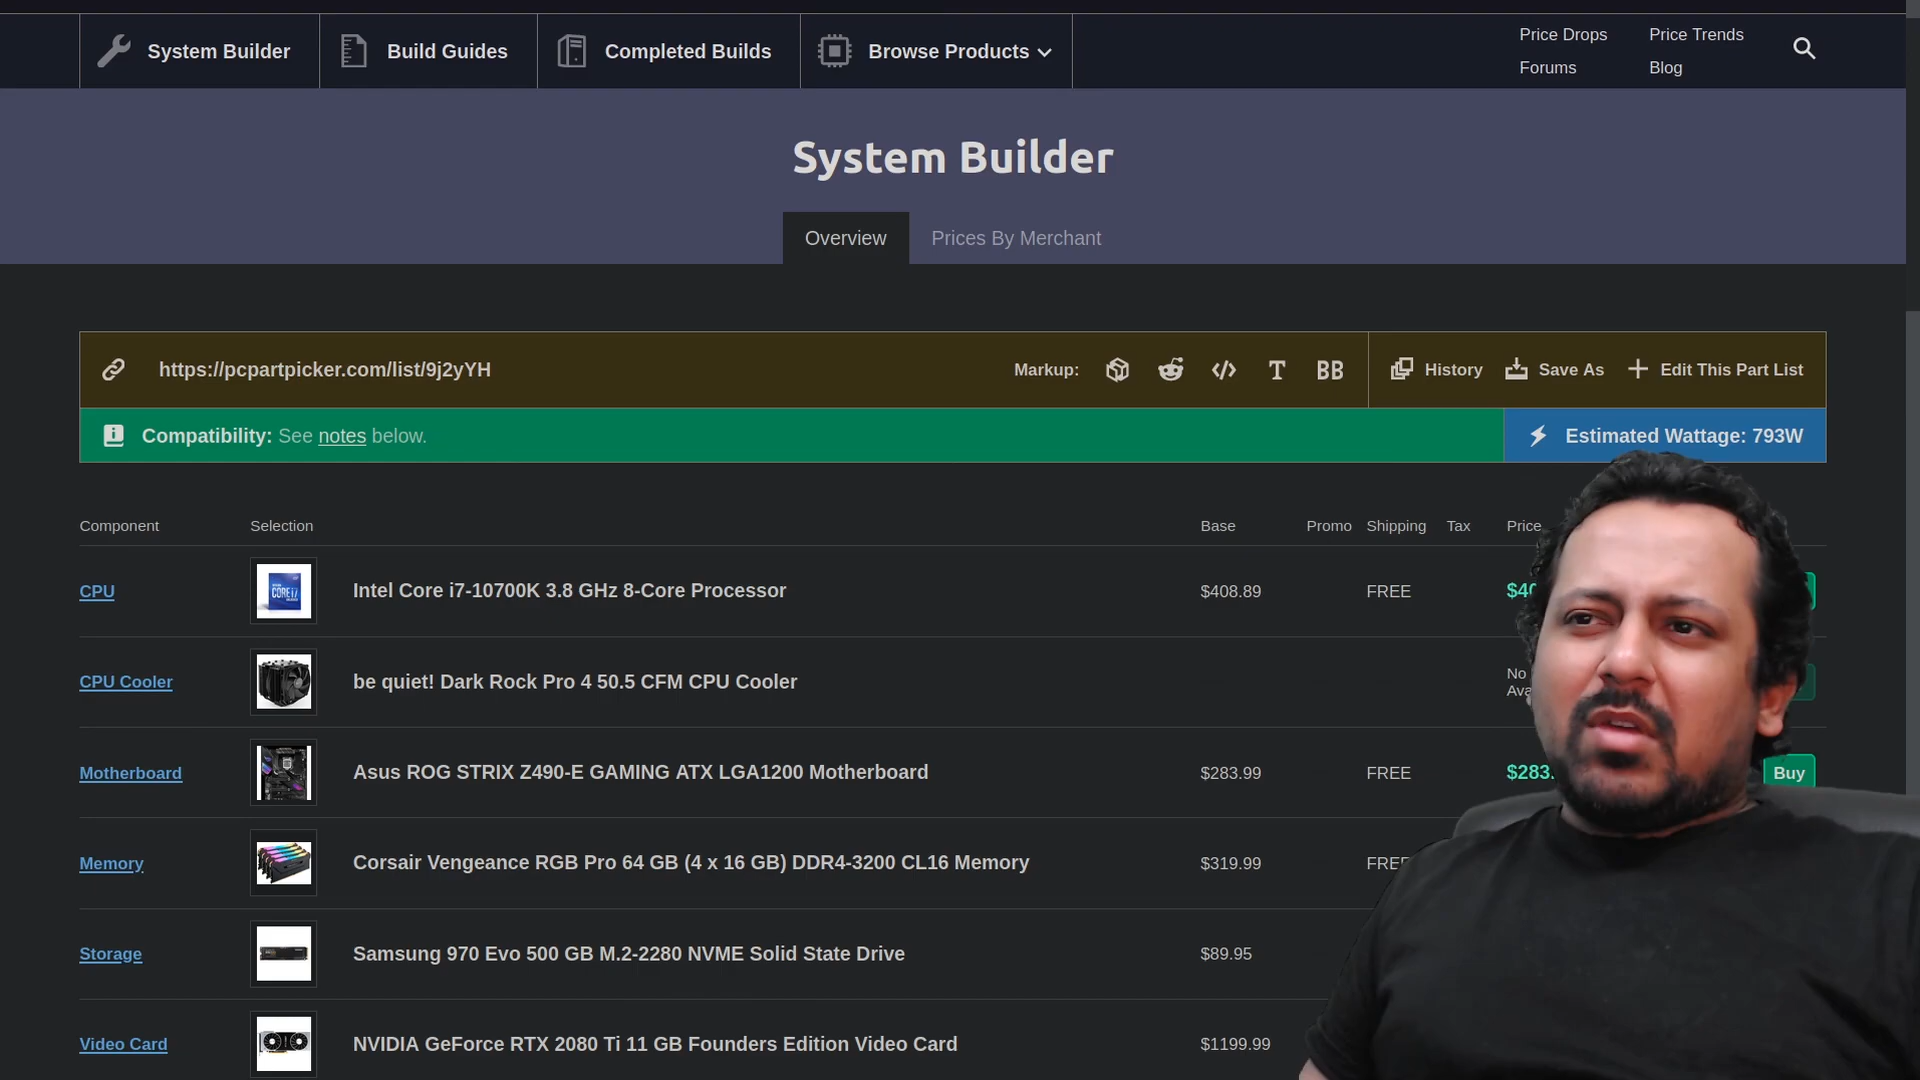 System Builder
Build Guides
Completed Builds
Browse Products
Price Drops
Price Trends
Forums
Blog
System Builder
Overview
Prices By Merchant
https://pcpartpicker.com/list/9j2yYH
Markup:
T
BB
History
Save As
Edit This Part List
Compatibility: See notes below.
Estimated Wattage: 793W
Component Selection Base Promo Shipping Tax Price
CPU
Intel Core i7-10700K 3.8 GHz 8-Core Processor
$408.89
FREE
$40
CPU Cooler
be quiet! Dark Rock Pro 4 50.5 CFM CPU Cooler
No
Ava
Motherboard
Asus ROG STRIX Z490-E GAMING ATX LGA1200 Motherboard
$283.99
FREE
$283.
Buy
Memory
Corsair Vengeance RGB Pro 64 GB (4 x 16 GB) DDR4-3200 CL16 Memory
$319.99
FREE
Storage
Samsung 970 Evo 500 GB M.2-2280 NVME Solid State Drive
$89.95
Video Card
NVIDIA GeForce RTX 2080 Ti 11 GB Founders Edition Video Card
$1199.99